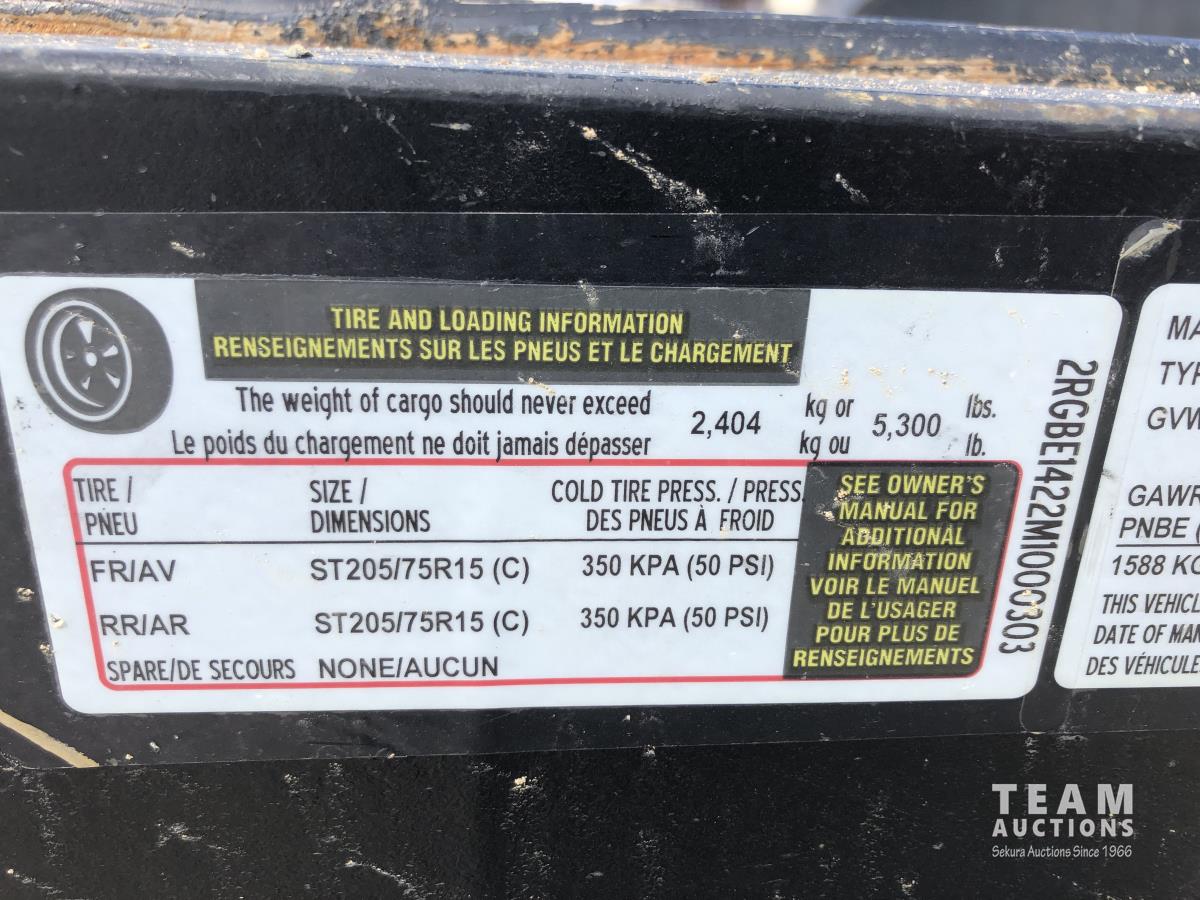 TIRE AND LOADING INFORMATION
RENSEIGNEMENTS SUR LES PNEUS ET LE CHARGEMENT
The weight of cargo should never exceed 2,404 kg or 5,300 lbs.
Le poids du chargement ne doit jamais dépasser kg ou lb.
TIRE / SIZE / COLD TIRE PRESS. / PRESS.
PNEU DIMENSIONS DES PNEUS À FROID
FR/AV ST205/75R15 (C) 350 KPA (50 PSI)
RR/AR ST205/75R15 (C) 350 KPA (50 PSI)
SPARE/DE SECOURS NONE/AUCUN
SEE OWNER'S
MANUAL FOR
ADDITIONAL
INFORMATION
VOIR LE MANUEL
DE L'USAGER
POUR PLUS DE
RENSEIGNEMENTS
2RGBE1422M1000303
MA
TYP
GVW
GAWR
PNBE (
1588 KG
THIS VEHICL
DATE OF MAN
DES VÉHICULE
TEAM
AUCTIONS
Sekura Auctions Since 1966